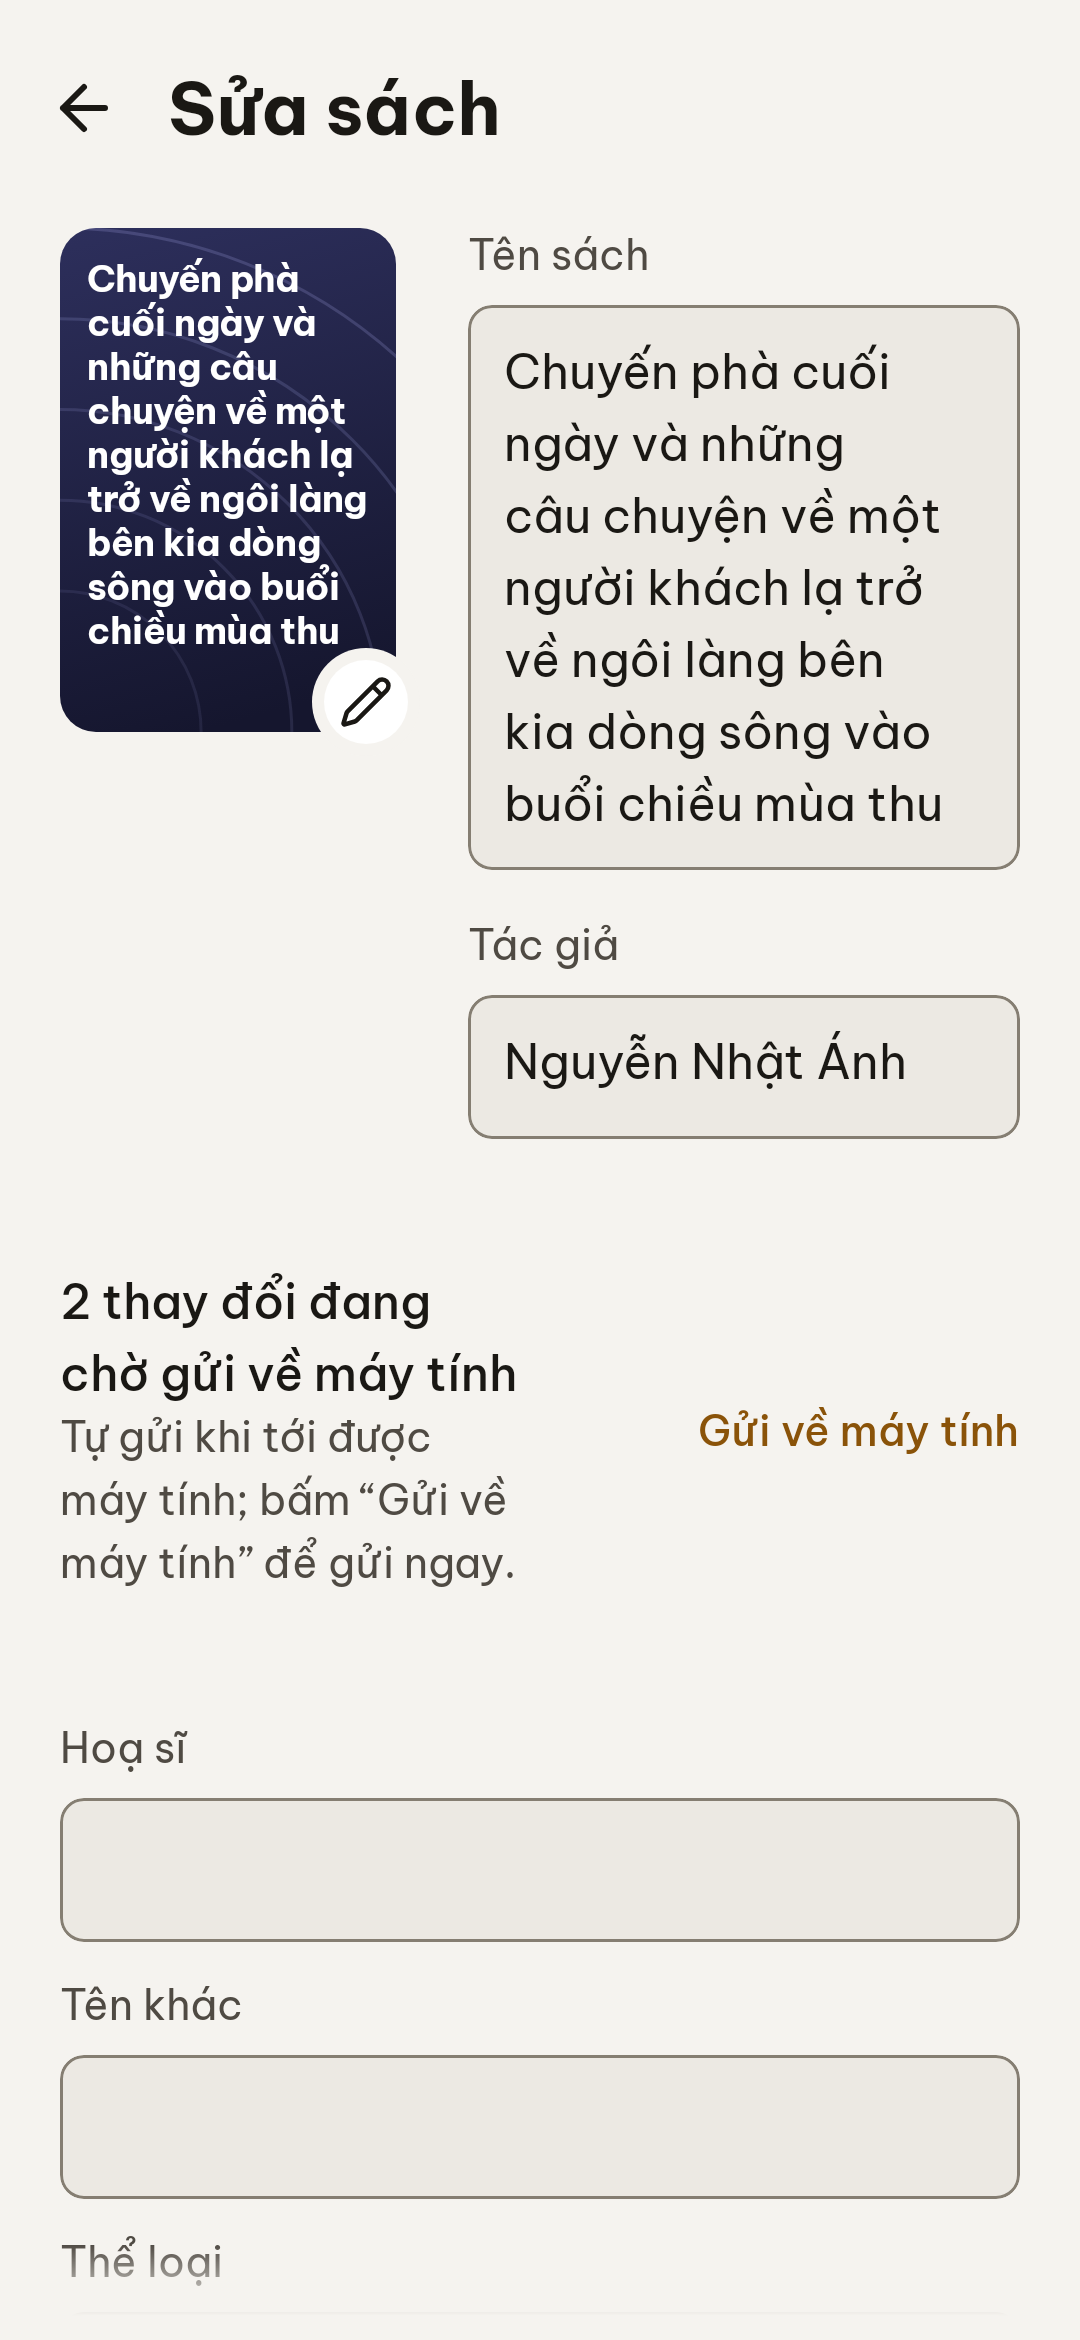 Sửa sách
Chuyến phà
cuối ngày và
những câu
chuyện về một
người khách lạ
trở về ngôi làng
bên kia dòng
sông vào buổi
chiều mùa thu
Tên sách
Chuyến phà cuối
ngày và những
câu chuyện về một
người khách lạ trở
về ngôi làng bên
kia dòng sông vào
buổi chiều mùa thu
Tác giả
Nguyễn Nhật Ánh
2 thay đổi đang
chờ gửi về máy tính
Tự gửi khi tới được
máy tính; bấm “Gửi về
máy tính” để gửi ngay.
Gửi về máy tính
Hoạ sĩ
Tên khác
Thể loại